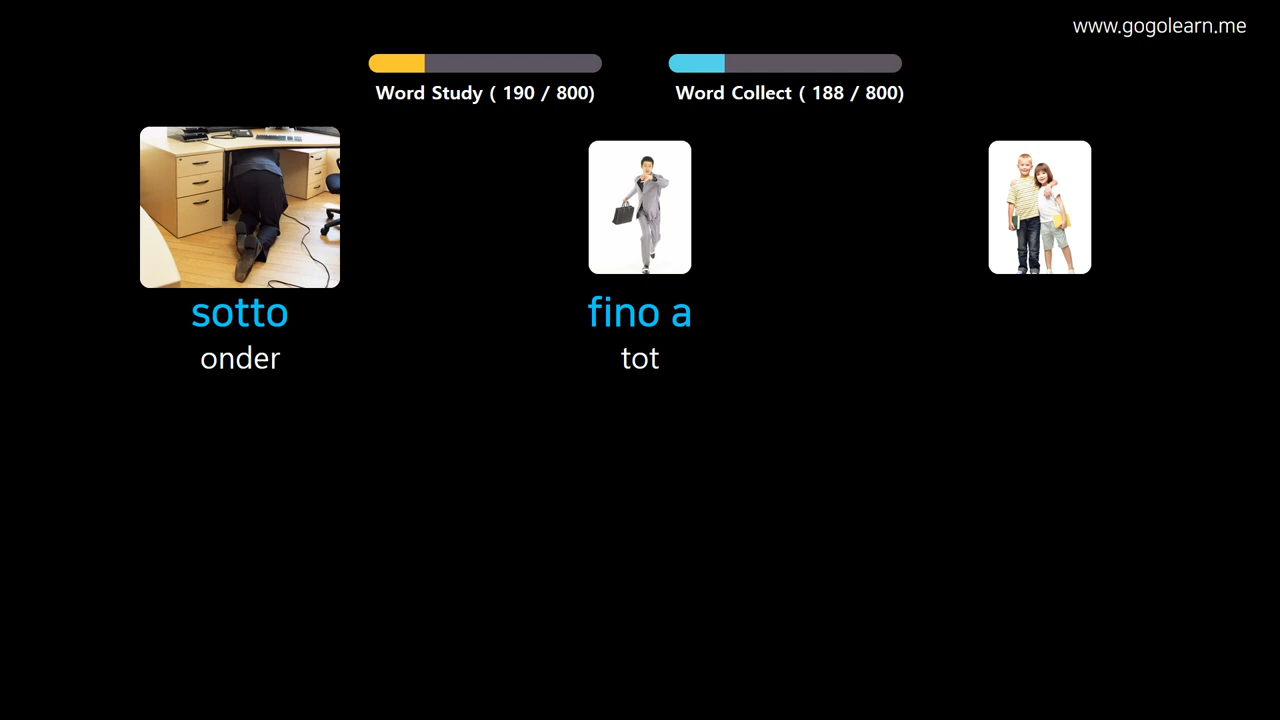 www.gogolearn.me
Word Study ( 190 / 800)
Word Collect ( 188 / 800)
sotto
fino a
onder
tot